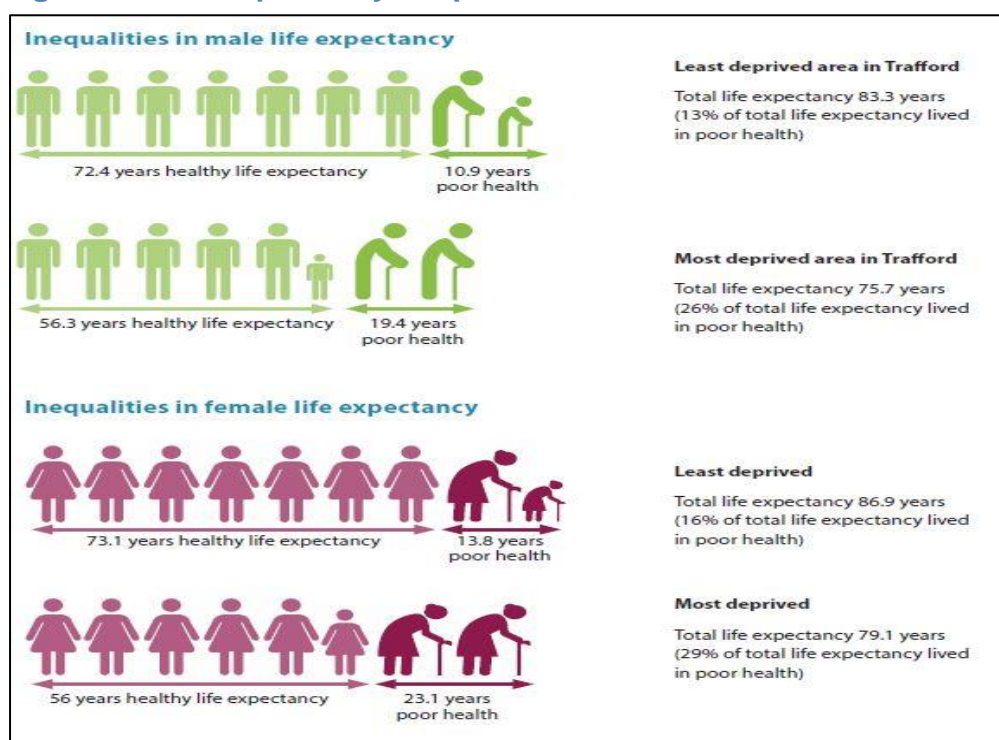 Inequalities in male life expectancy
72.4 years healthy life expectancy
10.9 years
poor health
Least deprived area in Trafford
Total life expectancy 83.3 years
(13% of total life expectancy lived
in poor health)
56.3 years healthy life expectancy
19.4 years
poor health
Most deprived area in Trafford
Total life expectancy 75.7 years
(26% of total life expectancy lived
in poor health)
Inequalities in female life expectancy
73.1 years healthy life expectancy
13.8 years
poor health
Least deprived
Total life expectancy 86.9 years
(16% of total life expectancy lived
in poor health)
56 years healthy life expectancy
23.1 years
poor health
Most deprived
Total life expectancy 79.1 years
(29% of total life expectancy lived
in poor health)